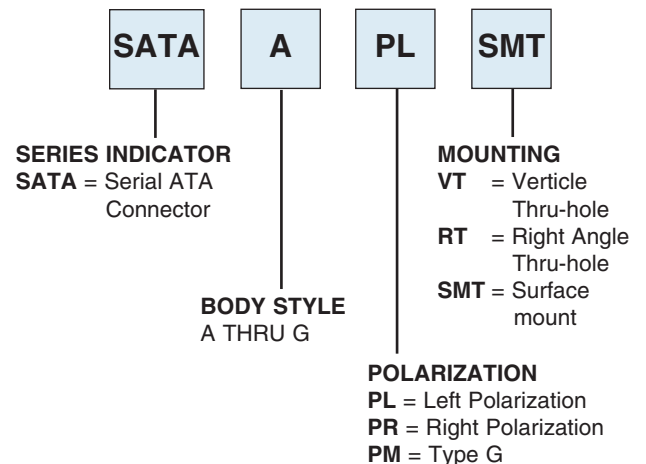 SATA A PL SMT
SERIES INDICATOR
SATA = Serial ATA
Connector
BODY STYLE
A THRU G
POLARIZATION
PL = Left Polarization
PR = Right Polarization
PM = Type G
MOUNTING
VT = Verticle
Thru-hole
RT = Right Angle
Thru-hole
SMT = Surface
mount